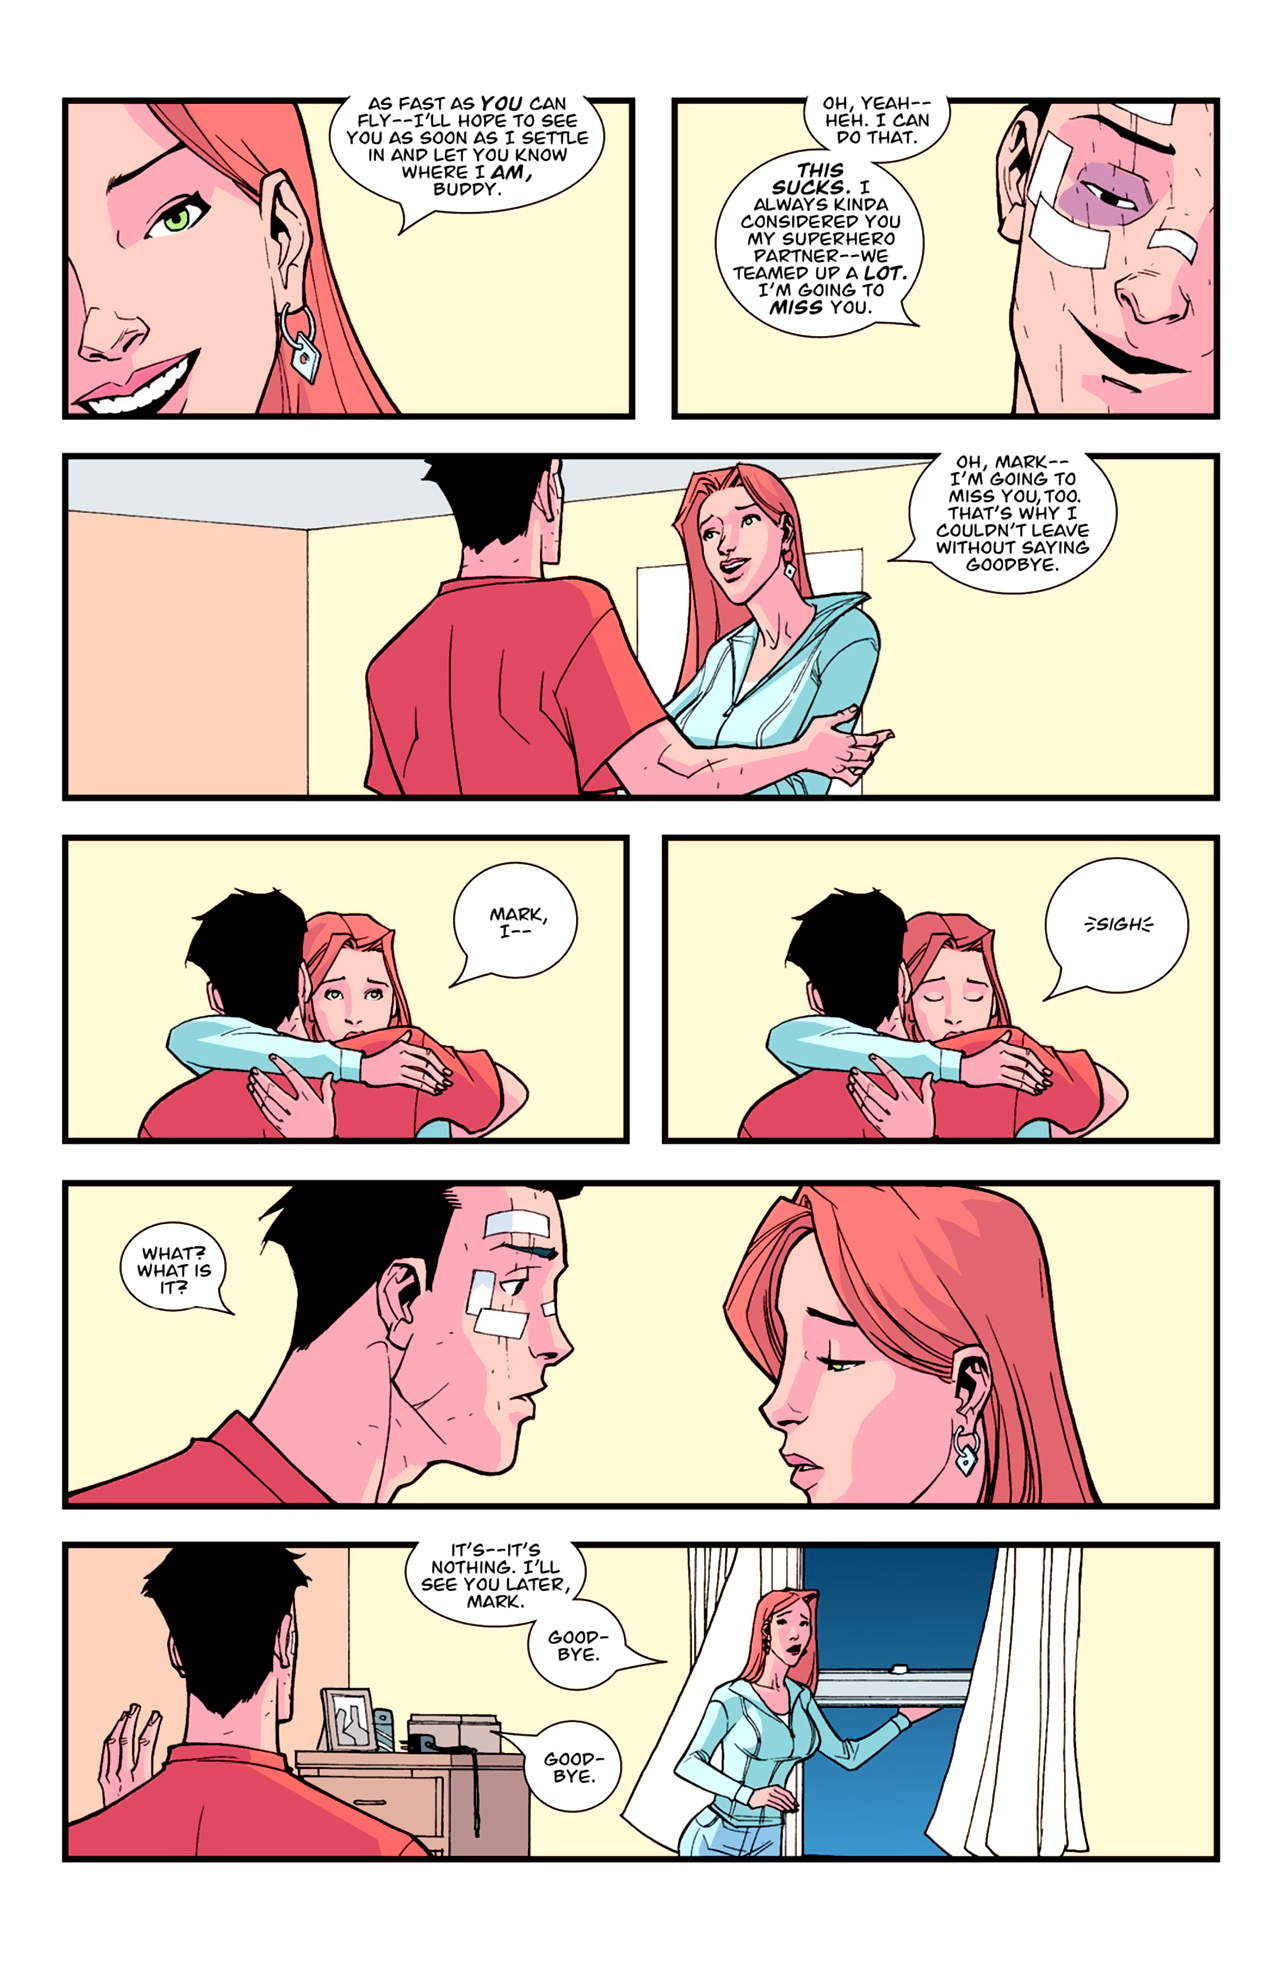 AS FAST AS YOU CAN
FLY--I'LL HOPE TO SEE
YOU AS SOON AS I SETTLE
IN AND LET YOU KNOW
WHERE I AM,
BUDDY.
OH, YEAH--
HEH. I CAN
DO THAT.
THIS
SUCKS. I
ALWAYS KINDA
CONSIDERED YOU
MY SUPERHERO
PARTNER--WE
TEAMED UP A LOT.
I'M GOING TO
MISS YOU.
OH, MARK--
I'M GOING TO
MISS YOU, TOO.
THAT'S WHY I
COULDN'T LEAVE
WITHOUT SAYING
GOODBYE.
MARK,
I--
SIGH
WHAT?
WHAT IS
IT?
IT'S--IT'S
NOTHING. I'LL
SEE YOU LATER,
MARK.
GOOD-
BYE.
GOOD-
BYE.